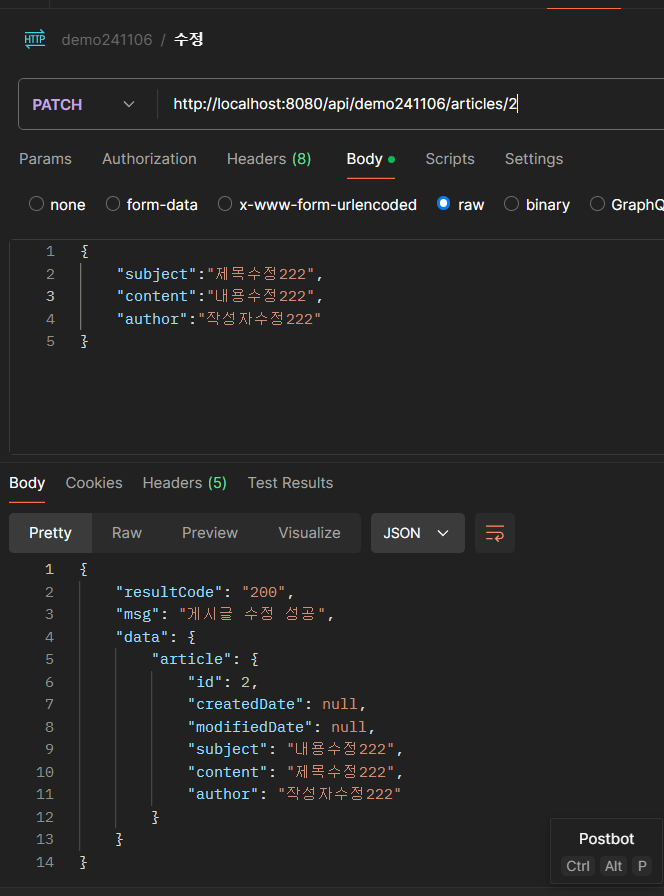 HTTP demo241106 / 수정
PATCH http://localhost:8080/api/demo241106/articles/2
Params Authorization Headers (8) Body Scripts Settings
none form-data x-www-form-urlencoded raw binary GraphQ
1 {
2 "subject":"제목수정222",
3 "content":"내용수정222",
4 "author":"작성자수정222"
5 }
Body Cookies Headers (5) Test Results
Pretty Raw Preview Visualize JSON
1 {
2 "resultCode": "200",
3 "msg": "게시글 수정 성공",
4 "data": {
5 "article": {
6 "id": 2,
7 "createdDate": null,
8 "modifiedDate": null,
9 "subject": "내용수정222",
10 "content": "제목수정222",
11 "author": "작성자수정222"
12 }
13 }
14 }
Postbot
Ctrl Alt P